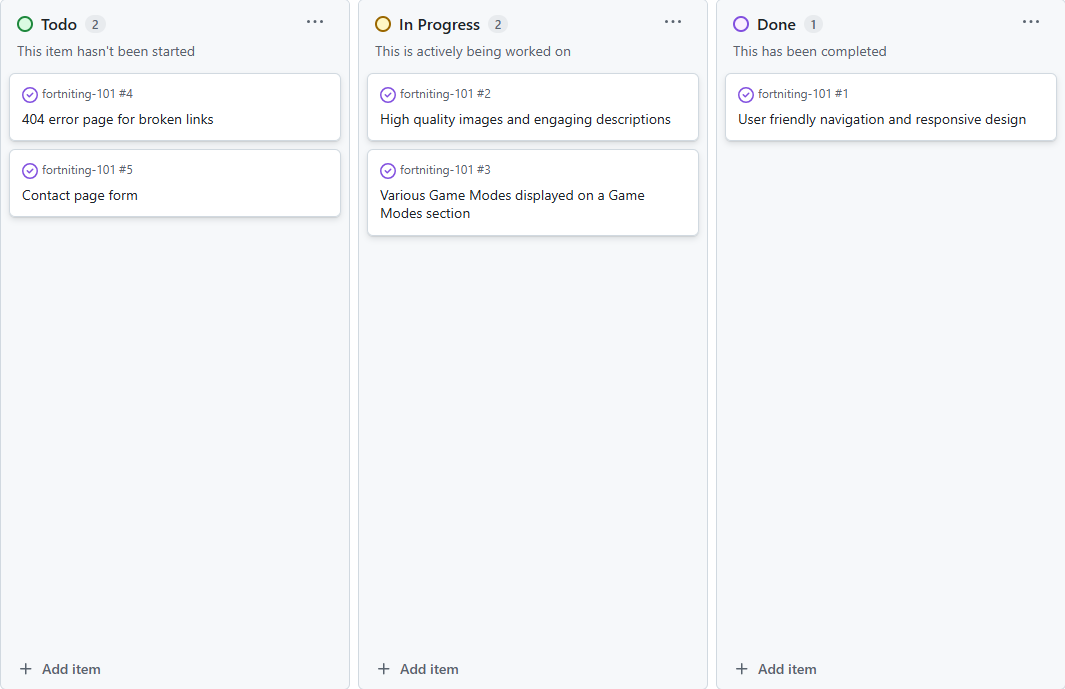 Todo 2
This item hasn't been started
fortniting-101 #4
404 error page for broken links
fortniting-101 #5
Contact page form
Add item
In Progress 2
This is actively being worked on
fortniting-101 #2
High quality images and engaging descriptions
fortniting-101 #3
Various Game Modes displayed on a Game
Modes section
Add item
Done 1
This has been completed
fortniting-101 #1
User friendly navigation and responsive design
Add item